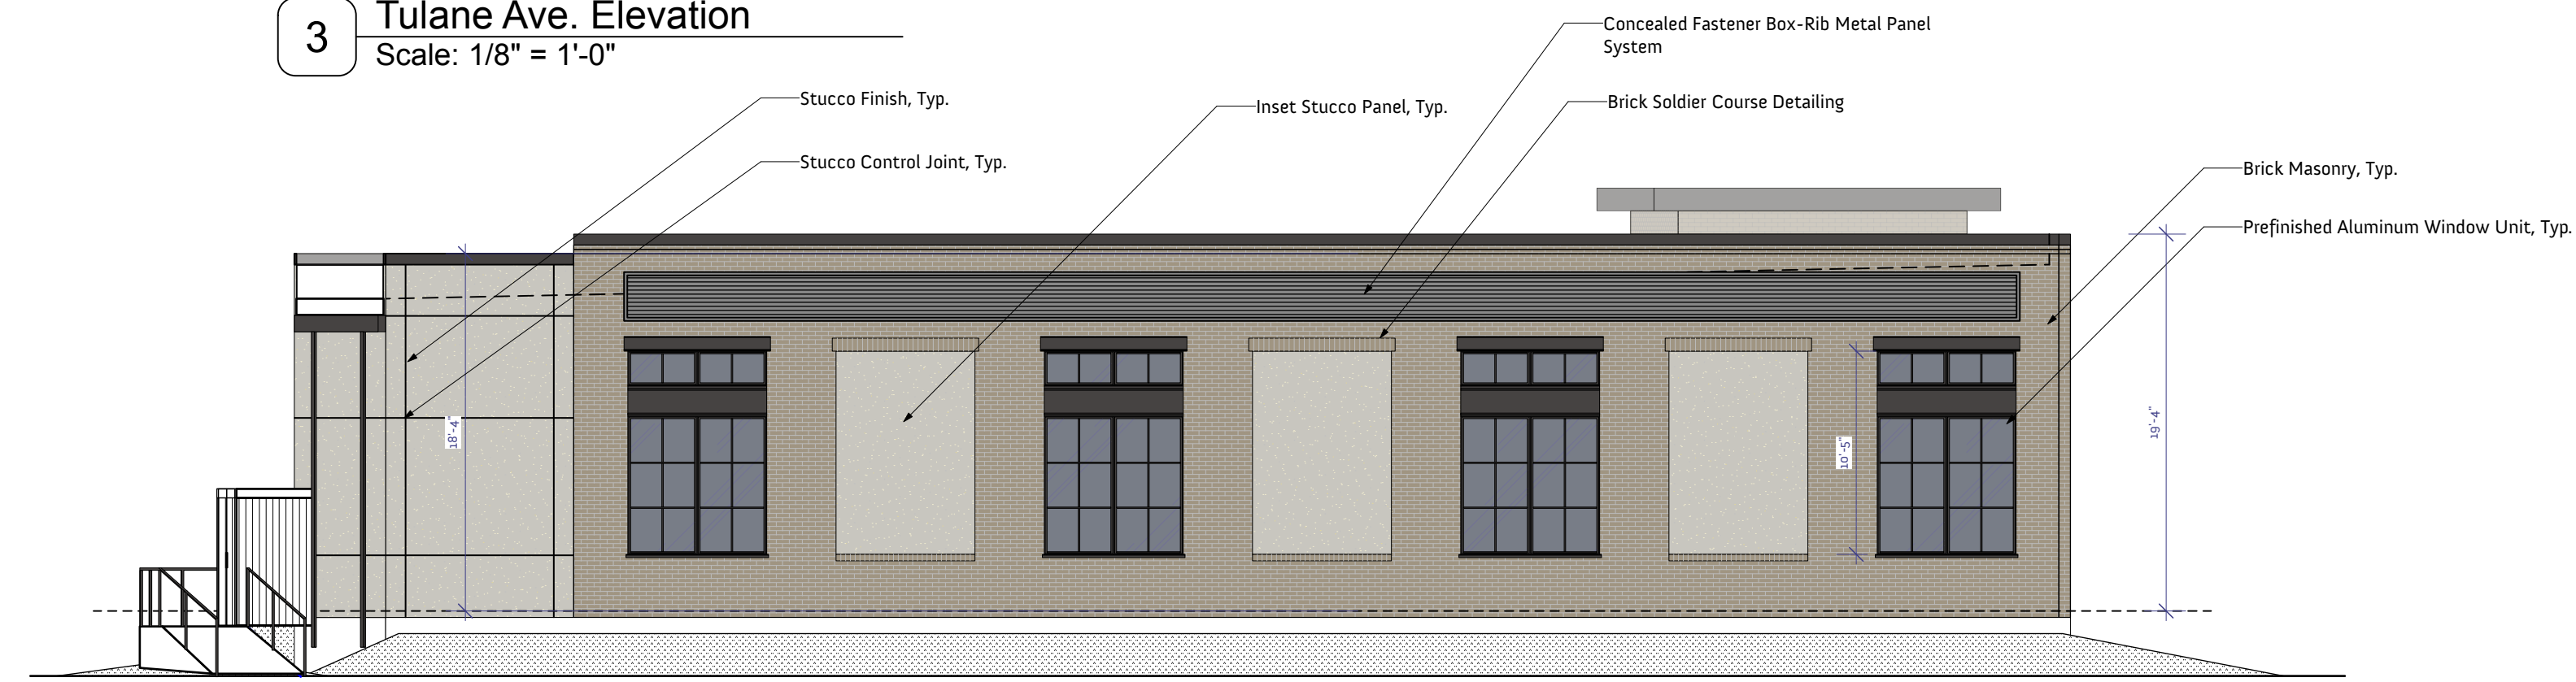 3
Tulane Ave. Elevation
Scale: 1/8" = 1'-0"
Concealed Fastener Box-Rib Metal Panel
System
Stucco Finish, Typ.
Inset Stucco Panel, Typ.
Brick Soldier Course Detailing
Stucco Control Joint, Typ.
Brick Masonry, Typ.
Prefinished Aluminum Window Unit, Typ.
18'-4"
10'-5"
19'-4"